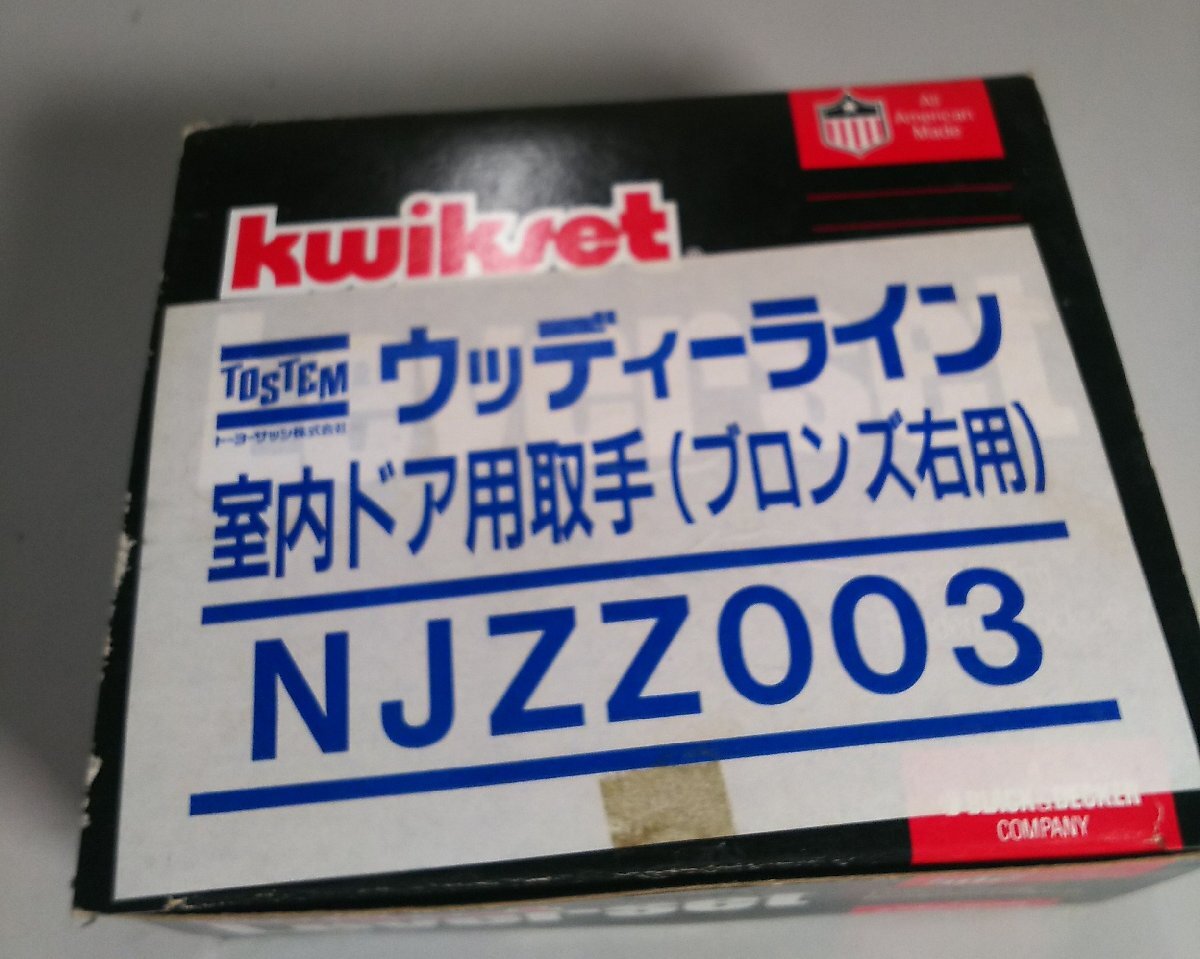 All
American
Made
kwikset
TOSTEM
トーヨーサッシ株式会社
ウッディーライン
室内ドア用取手(ブロンズ右用)
NJZZ003
BLACK & DECKER
COMPANY